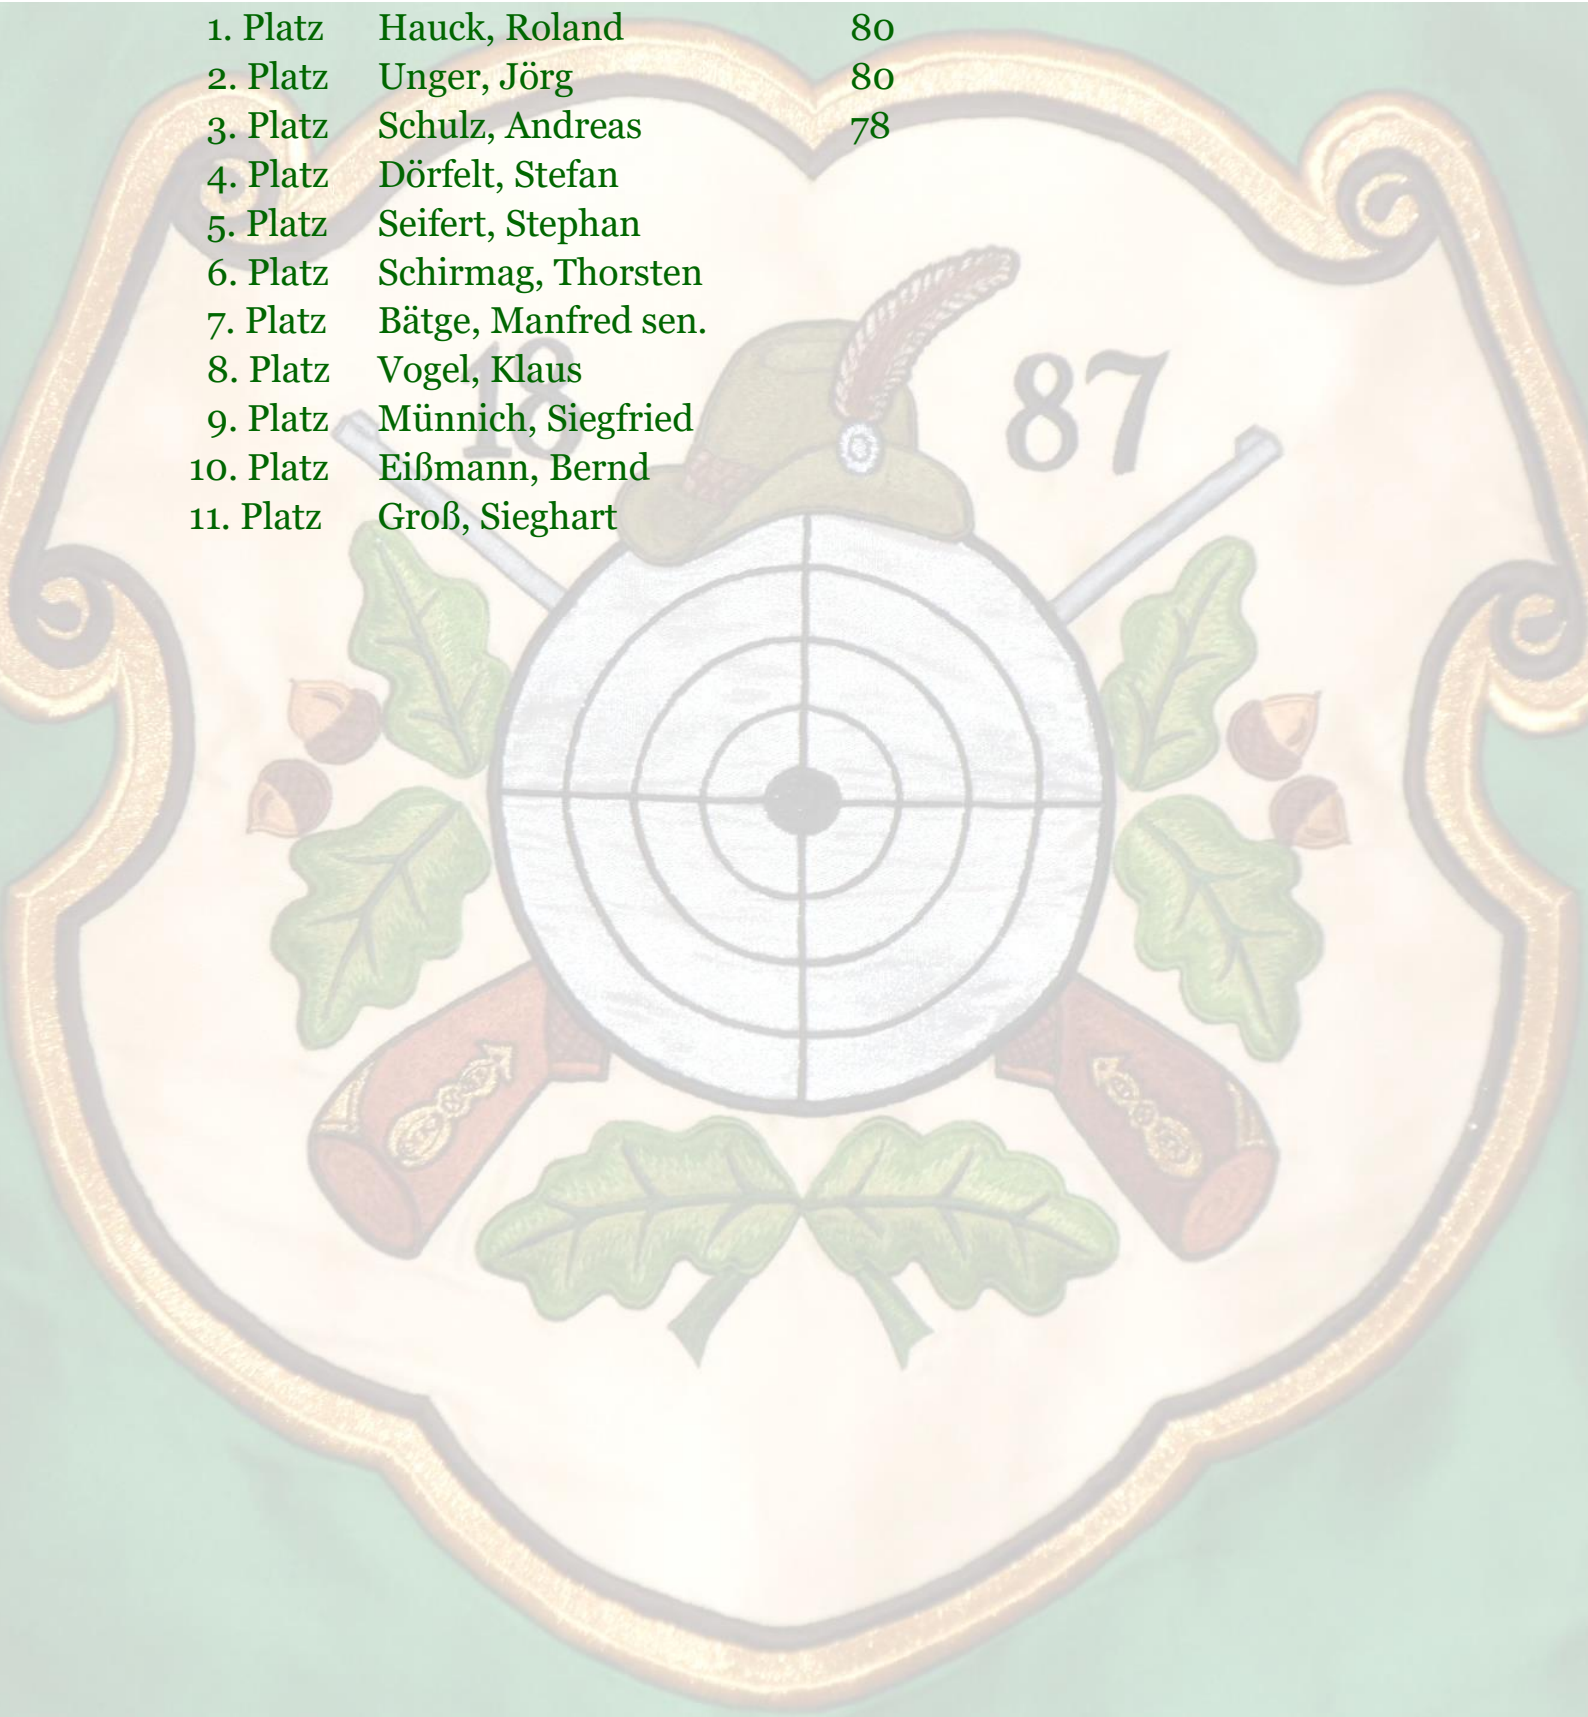 1. Platz Hauck, Roland 80
2. Platz Unger, Jörg 80
3. Platz Schulz, Andreas 78
4. Platz Dörfelt, Stefan
5. Platz Seifert, Stephan
6. Platz Schirmag, Thorsten
7. Platz Bätge, Manfred sen.
8. Platz Vogel, Klaus
9. Platz Münnich, Siegfried
10. Platz Eißmann, Bernd
11. Platz Groß, Sieghart
18 87